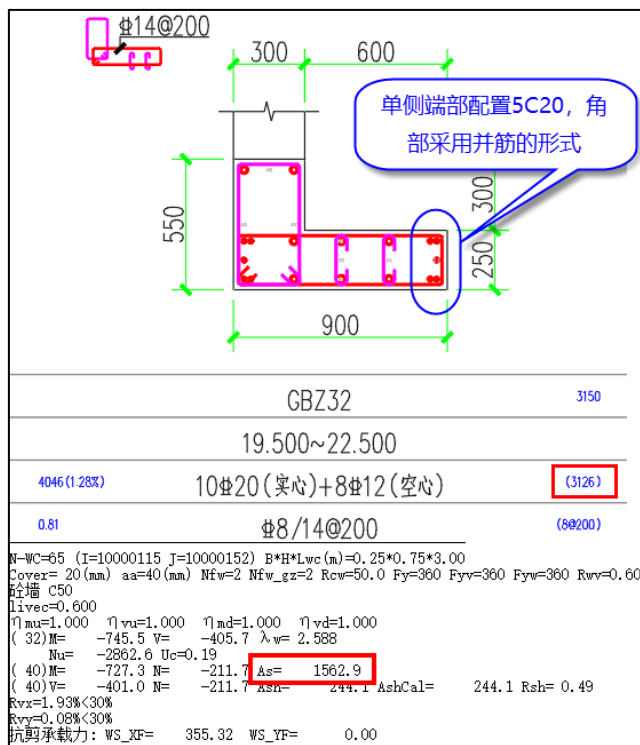 ⏀14@200
300
600
单侧端部配置5C20，角
部采用并筋的形式
550
300
250
900
GBZ32
3150
19.500~22.500
4046(1.28%)
10⏀20(实心)+8⏀12(空心)
(3126)
0.81
⏀8/14@200
(8@200)
N-WC=65 (I=10000115 J=10000152) B*H*Lwc(m)=0.25*0.75*3.00
Cover= 20(mm) aa=40(mm) Nfw=2 Nfw_gz=2 Rcw=50.0 Fy=360 Fyv=360 Fyw=360 Rwv=0.60
砼墙 C50
livec=0.600
ηmu=1.000 ηvu=1.000 ηmd=1.000 ηvd=1.000
( 32)M= -745.5 V= -405.7 λw= 2.588
Nu= -2862.6 Uc=0.19
( 40)M= -727.3 N= -211.7 As= 1562.9
( 40)V= -401.0 N= -211.7 Ash= 244.1 AshCal= 244.1 Rsh= 0.49
Rvx=1.93%<30%
Rvy=0.08%<30%
抗剪承载力: WS_XF= 355.32 WS_YF= 0.00